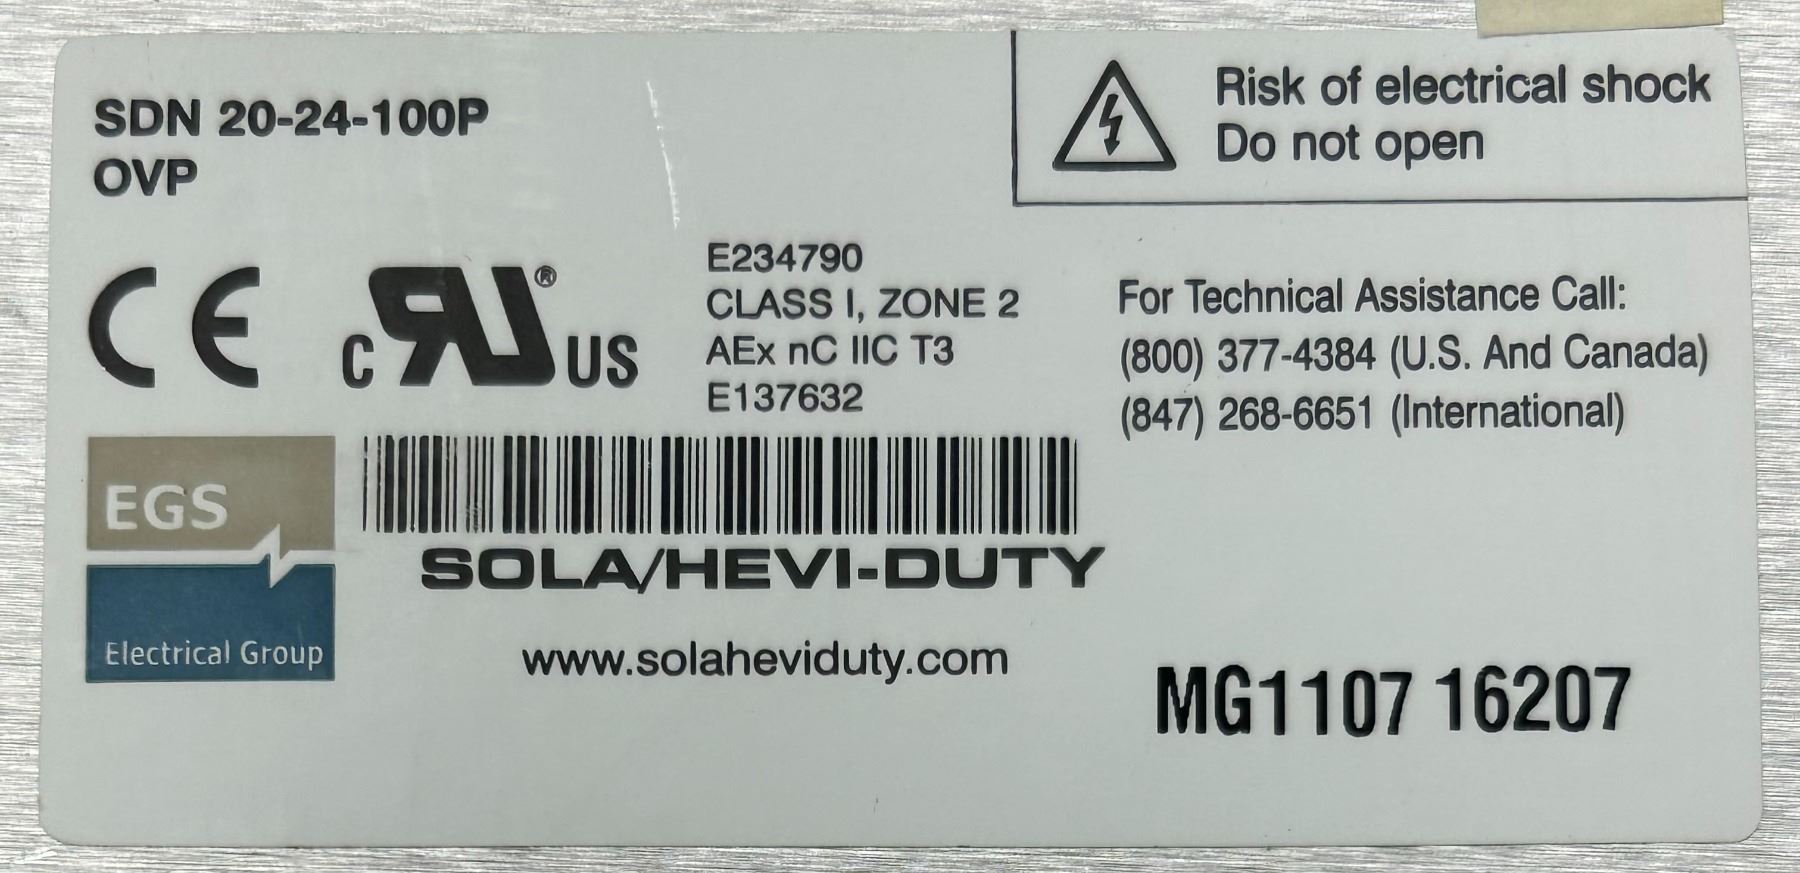 SDN 20-24-100P
OVP
Risk of electrical shock
Do not open
CE
C RU® US
E234790
CLASS I, ZONE 2
AEx nC IIC T3
E137632
For Technical Assistance Call:
(800) 377-4384 (U.S. And Canada)
(847) 268-6651 (International)
EGS
Electrical Group
SOLA/HEVI-DUTY
www.solaheviduty.com
MG1107 16207